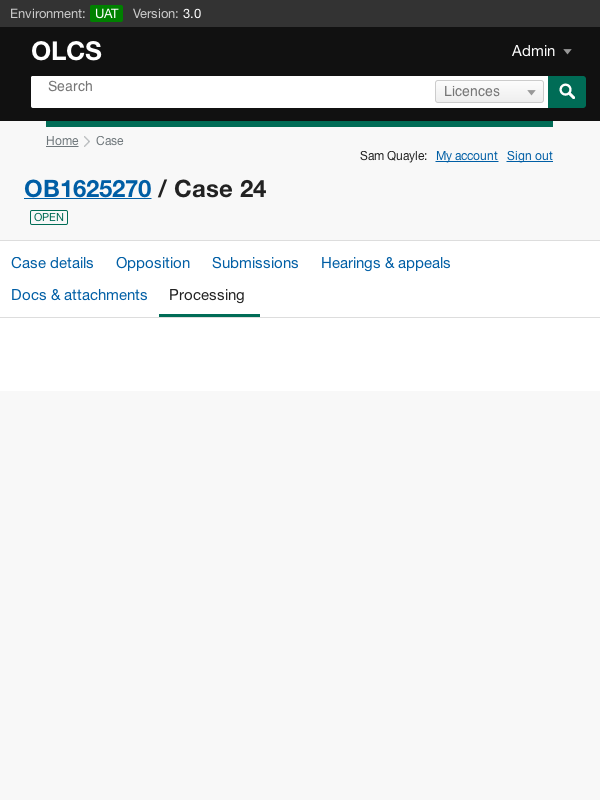 Environment: UAT Version: 3.0
OLCS
Admin
Search
Licences
Home Case
Sam Quayle: My account Sign out
OB1625270 / Case 24
OPEN
Case details Opposition Submissions Hearings & appeals
Docs & attachments Processing